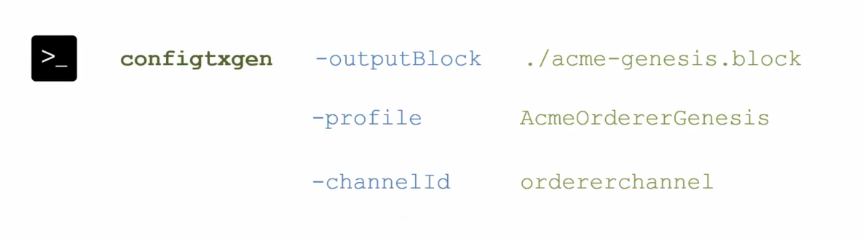 >_ configtxgen -outputBlock ./acme-genesis.block
-profile AcmeOrdererGenesis
-channelId ordererchannel